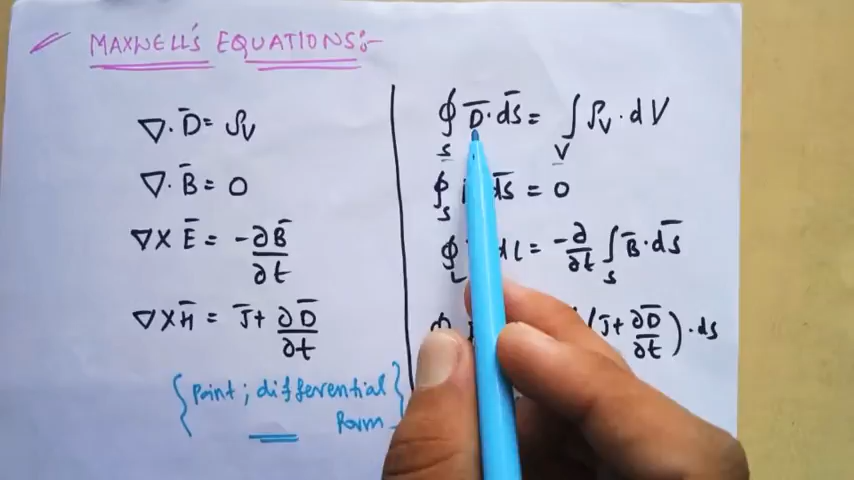 MAXWELL'S EQUATIONS:-
∇· D̄ = ρv
∇· B̄ = 0
∇X Ē = -∂B̄/∂t
∇X H̄ = J̄+ ∂D̄/∂t
{Point ; differential
form}
∮s D̄· ds̄ = ∫v ρv · dV
∮s ds̄ = 0
∮L dl = -∂/∂t ∫s B̄· ds̄
(J̄+ ∂D̄/∂t) · ds